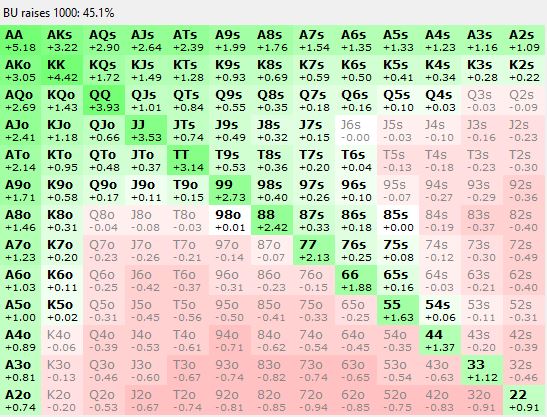 BU raises 1000: 45.1%
AA AKs AQs AJs ATs A9s A8s A7s A6s A5s A4s A3s A2s
+5.18 +3.22 +2.90 +2.64 +2.39 +1.99 +1.76 +1.54 +1.35 +1.33 +1.23 +1.16 +1.09
AKo KK KQs KJs KTs K9s K8s K7s K6s K5s K4s K3s K2s
+3.05 +4.42 +1.72 +1.49 +1.28 +0.93 +0.69 +0.59 +0.50 +0.41 +0.34 +0.28 +0.22
AQo KQo QQ QJs QTs Q9s Q8s Q7s Q6s Q5s Q4s Q3s Q2s
+2.69 +1.43 +3.93 +1.01 +0.84 +0.55 +0.35 +0.18 +0.16 +0.10 +0.03 -0.03 -0.09
AJo KJo QJo JJ JTs J9s J8s J7s J6s J5s J4s J3s J2s
+2.41 +1.18 +0.66 +3.53 +0.74 +0.49 +0.32 +0.15 -0.00 -0.03 -0.10 -0.16 -0.23
ATo KTo QTo JTo TT T9s T8s T7s T6s T5s T4s T3s T2s
+2.14 +0.95 +0.48 +0.37 +3.14 +0.53 +0.36 +0.20 +0.04 -0.13 -0.18 -0.23 -0.30
A9o K9o Q9o J9o T9o 99 98s 97s 96s 95s 94s 93s 92s
+1.71 +0.58 +0.17 +0.11 +0.15 +2.73 +0.40 +0.26 +0.10 -0.07 -0.27 -0.29 -0.36
A8o K8o Q8o J8o T8o 98o 88 87s 86s 85s 84s 83s 82s
+1.46 +0.31 -0.04 -0.08 -0.03 +0.01 +2.42 +0.33 +0.18 +0.00 -0.19 -0.37 -0.40
A7o K7o Q7o J7o T7o 97o 87o 77 76s 75s 74s 73s 72s
+1.23 +0.20 -0.23 -0.26 -0.21 -0.14 -0.07 +2.13 +0.25 +0.08 -0.12 -0.30 -0.49
A6o K6o Q6o J6o T6o 96o 86o 76o 66 65s 64s 63s 62s
+1.06 +0.11 -0.25 -0.42 -0.37 -0.31 -0.23 -0.15 +1.88 +0.16 -0.03 -0.21 -0.40
A5o K5o Q5o J5o T5o 95o 85o 75o 65o 55 54s 53s 52s
+1.00 +0.02 -0.31 -0.45 -0.56 -0.50 -0.41 -0.33 -0.25 +1.63 +0.06 -0.11 -0.31
A4o K4o Q4o J4o T4o 94o 84o 74o 64o 54o 44 43s 42s
+0.89 -0.06 -0.39 -0.53 -0.61 -0.71 -0.62 -0.54 -0.45 -0.35 +1.37 -0.20 -0.39
A3o K3o Q3o J3o T3o 93o 83o 73o 63o 53o 43o 33 32s
+0.81 -0.13 -0.46 -0.60 -0.67 -0.74 -0.82 -0.74 -0.65 -0.54 -0.63 +1.12 -0.46
A2o K2o Q2o J2o T2o 92o 82o 72o 62o 52o 42o 32o 22
+0.74 -0.20 -0.53 -0.67 -0.74 -0.81 -0.85 -0.94 -0.85 -0.75 -0.84 -0.91 +0.91